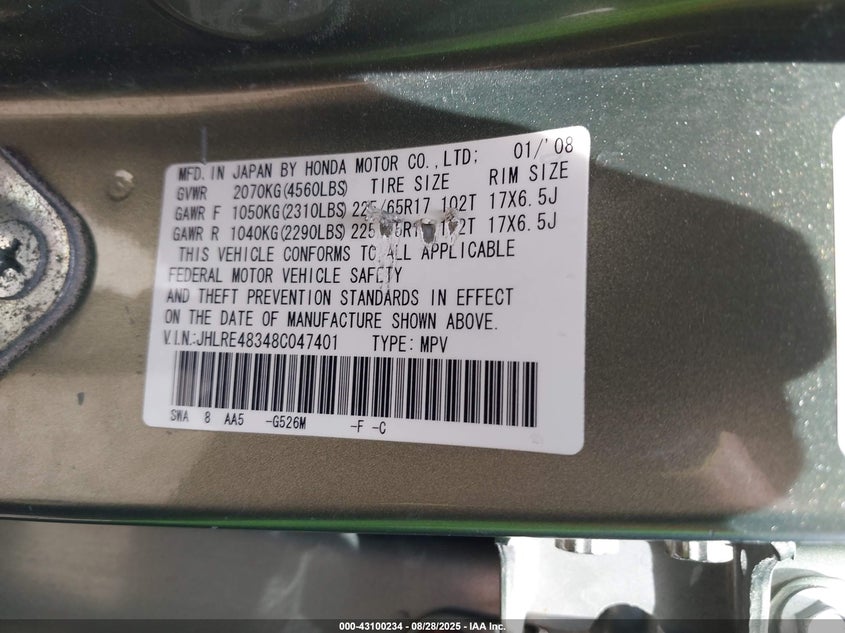 MFD. IN JAPAN BY HONDA MOTOR CO., LTD; 01/'08
GVWR 2070KG(4560LBS) TIRE SIZE RIM SIZE
GAWR F 1050KG(2310LBS) 225/65R17 102T 17X6.5J
GAWR R 1040KG(2290LBS) 17X6.5J
THIS VEHICLE CONFORMS TO ALL APPLICABLE
FEDERAL MOTOR VEHICLE SAFETY
AND THEFT PREVENTION STANDARDS IN EFFECT
ON THE DATE OF MANUFACTURE SHOWN ABOVE.
V.I.N.:JHLRE48348C047401 TYPE: MPV
SWA 8 AA5 -G526M -F -C
000-43100234 - 08/28/2025 - IAA Inc.